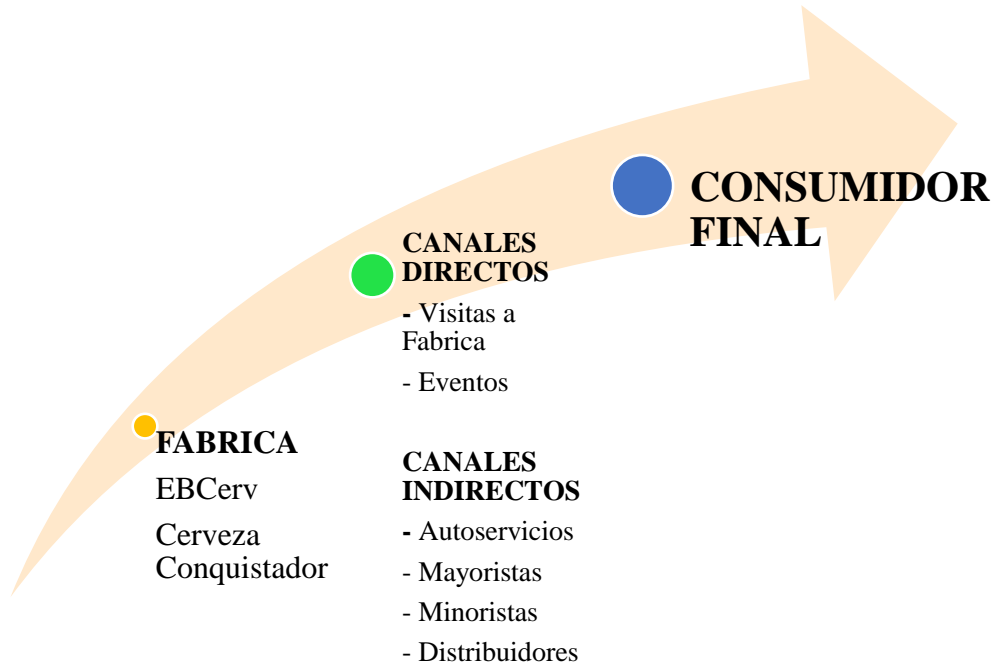 FABRICA
EBCerv
Cerveza
Conquistador
CANALES
DIRECTOS
- Visitas a
Fabrica
- Eventos
CANALES
INDIRECTOS
- Autoservicios
- Mayoristas
- Minoristas
- Distribuidores
CONSUMIDOR
FINAL